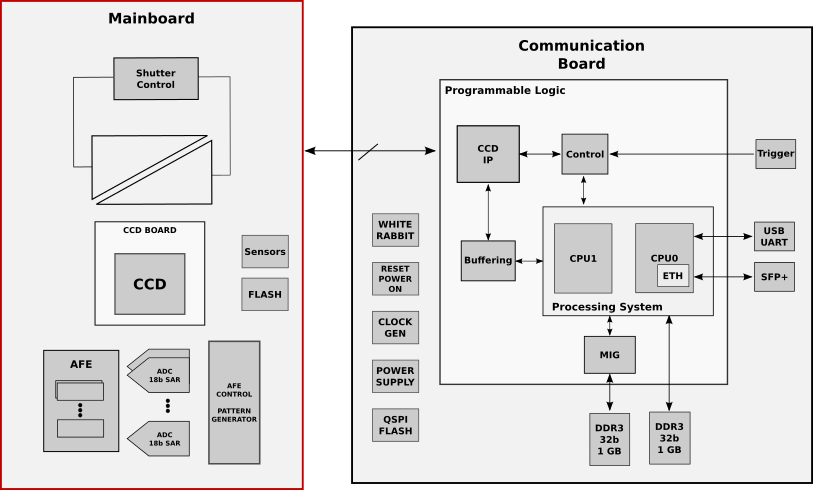 Mainboard
Shutter
Control
CCD BOARD
CCD
Sensors
FLASH
AFE
ADC
18b SAR
ADC
18b SAR
AFE
CONTROL
PATTERN
GENERATOR
Communication
Board
Programmable Logic
CCD
IP
Control
Trigger
WHITE
RABBIT
RESET
POWER
ON
CLOCK
GEN
POWER
SUPPLY
QSPI
FLASH
Buffering
CPU1
CPU0
ETH
Processing System
USB
UART
SFP+
MIG
DDR3
32b
1 GB
DDR3
32b
1 GB